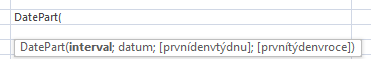 DatePart(
DatePart(interval; datum; [prvnídenvtýdnu]; [prvnítýdenvroce])